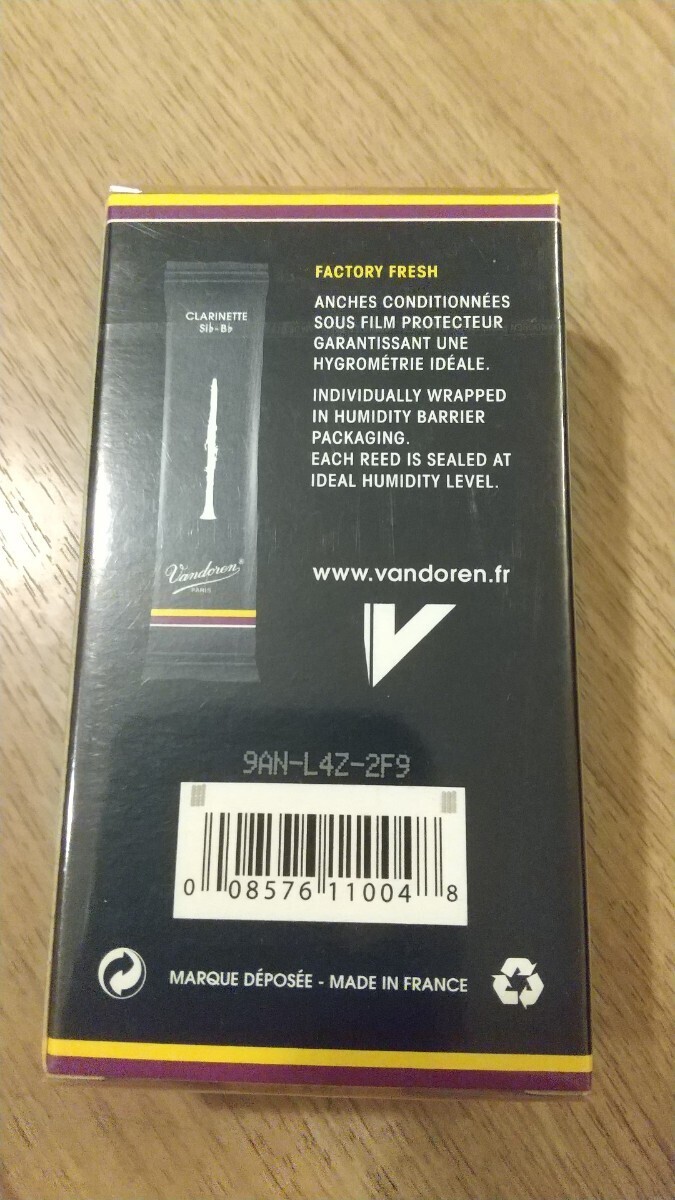 CLARINETTE
Sib-Bb
Vandoren®
PARIS
FACTORY FRESH
ANCHES CONDITIONNÉES
SOUS FILM PROTECTEUR
GARANTISSANT UNE
HYGROMÉTRIE IDÉALE.
INDIVIDUALLY WRAPPED
IN HUMIDITY BARRIER
PACKAGING.
EACH REED IS SEALED AT
IDEAL HUMIDITY LEVEL.
www.vandoren.fr
V
9AN-L4Z-2F9
0 08576 11004 8
MARQUE DÉPOSÉE - MADE IN FRANCE